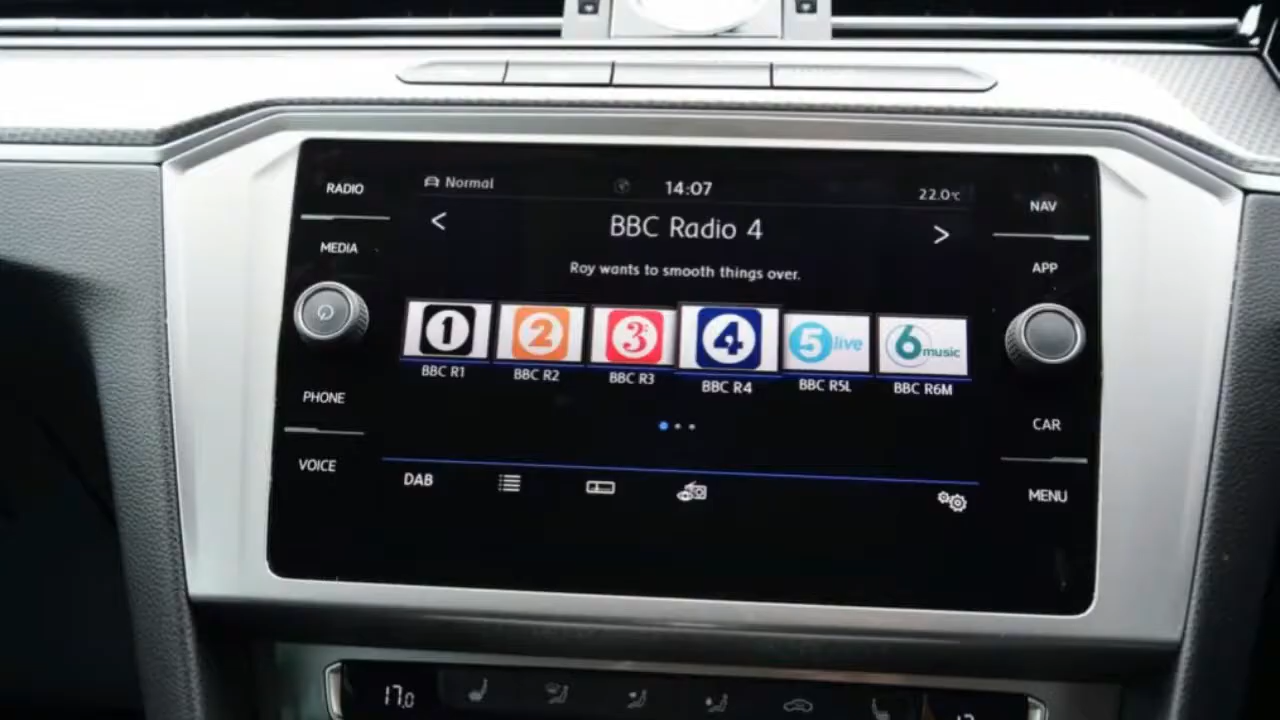 RADIO
MEDIA
PHONE
VOICE
Normal
14:07
22.0°C
< BBC Radio 4 >
Roy wants to smooth things over.
1 2 3 4 5 live 6 music
BBC R1 BBC R2 BBC R3 BBC R4 BBC R5L BBC R6M
DAB
NAV
APP
CAR
MENU
17.0